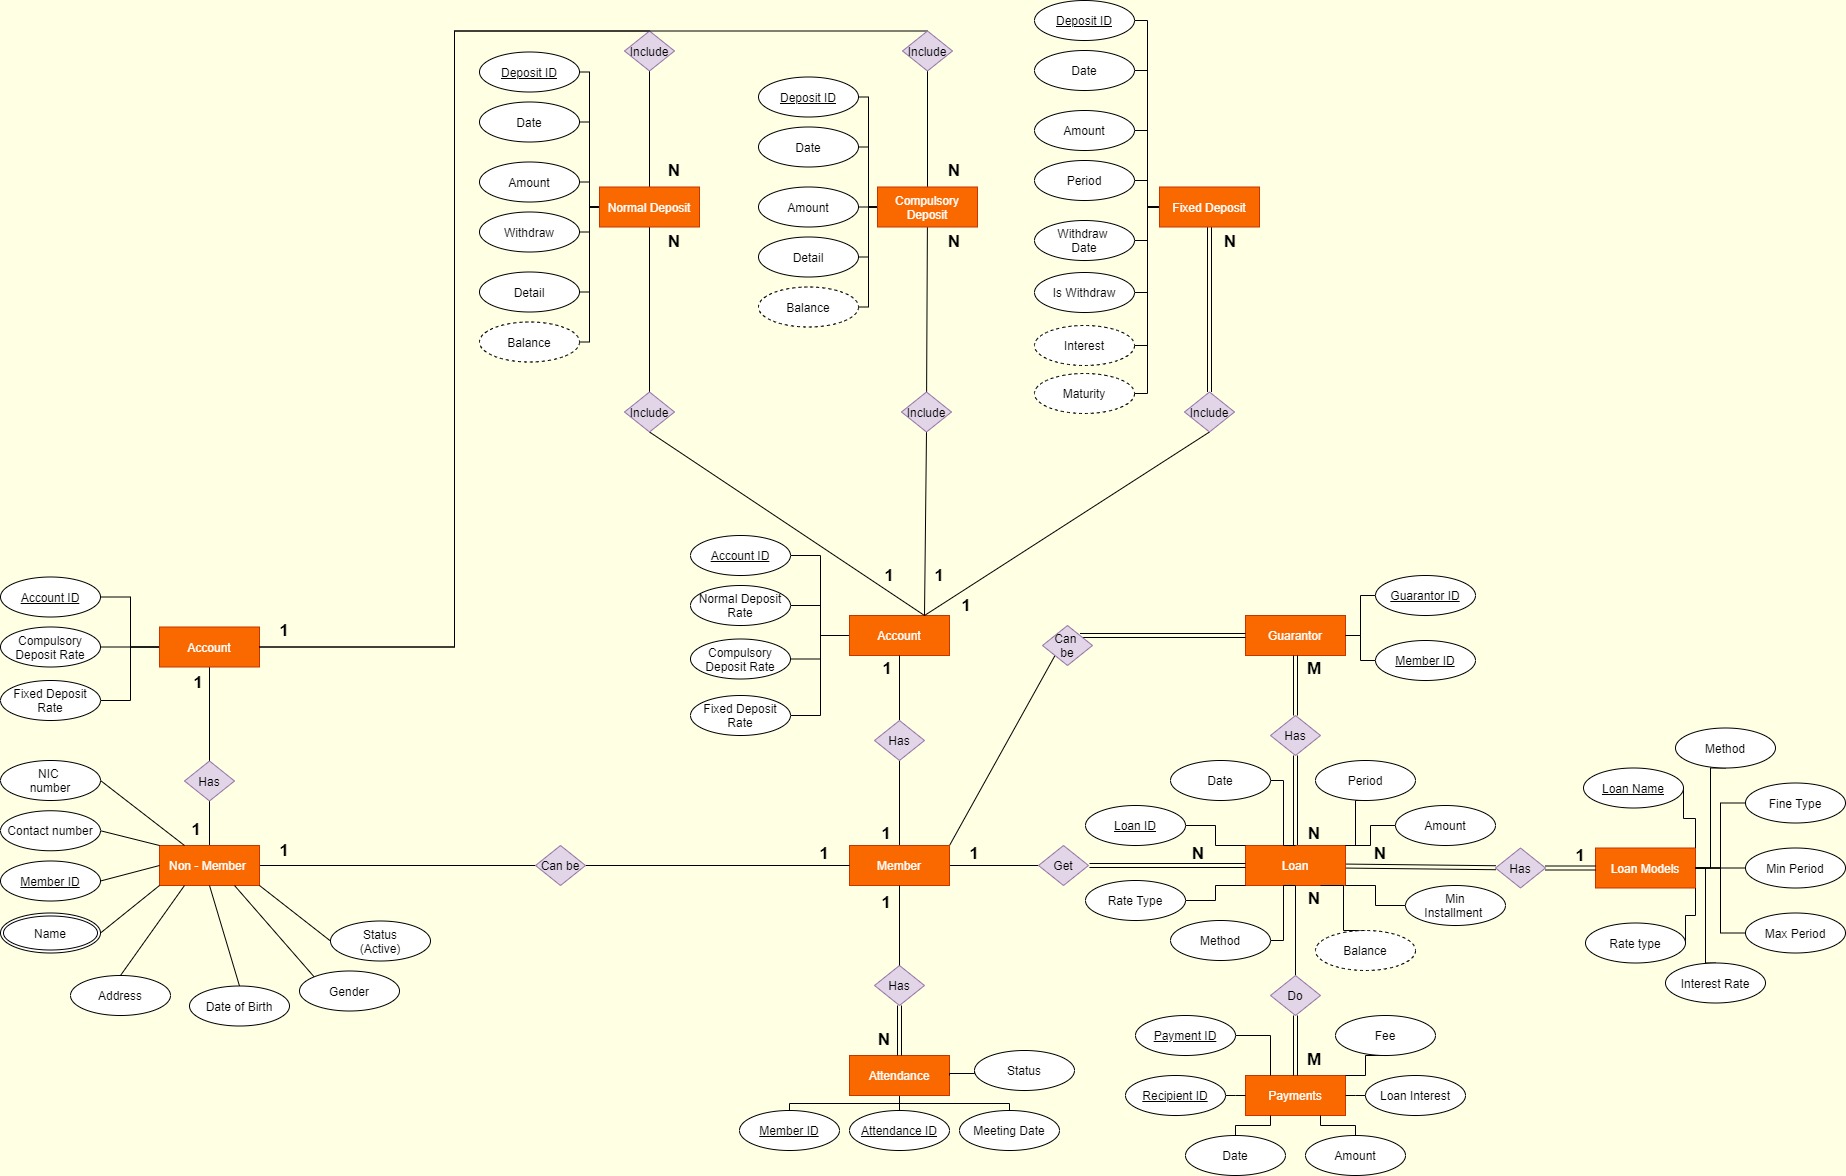 Deposit ID
Include
Include
Deposit ID
Date
Deposit ID
Date
Date
Amount
Amount
Period
Withdraw
Date
Is Withdraw
Interest
Maturity
N
N
Amount
Withdraw
Detail
Balance
Amount
Detail
Balance
Normal Deposit
Compulsory
Deposit
Fixed Deposit
N
N
N
Include
Include
Include
1
1
1
Account ID
Normal Deposit
Rate
Compulsory
Deposit Rate
Fixed Deposit
Rate
Account
1
Account ID
Compulsory
Deposit Rate
Fixed Deposit
Rate
Account
1
1
Can
be
Guarantor
Guarantor ID
Member ID
M
Has
Has
Has
1
1
NIC
number
Contact number
Member ID
Name
Address
Date of Birth
Gender
Status
(Active)
Non - Member
1
Can be
1
Member
1
Get
N
1
Date
Period
Loan ID
Amount
N
Loan
N
Rate Type
Method
Min
Installment
Balance
N
Has
1
Loan Models
Method
Loan Name
Fine Type
Min Period
Max Period
Rate type
Interest Rate
Has
N
Attendance
Status
Member ID
Attendance ID
Meeting Date
Do
M
Payment ID
Fee
Recipient ID
Payments
Loan Interest
Date
Amount